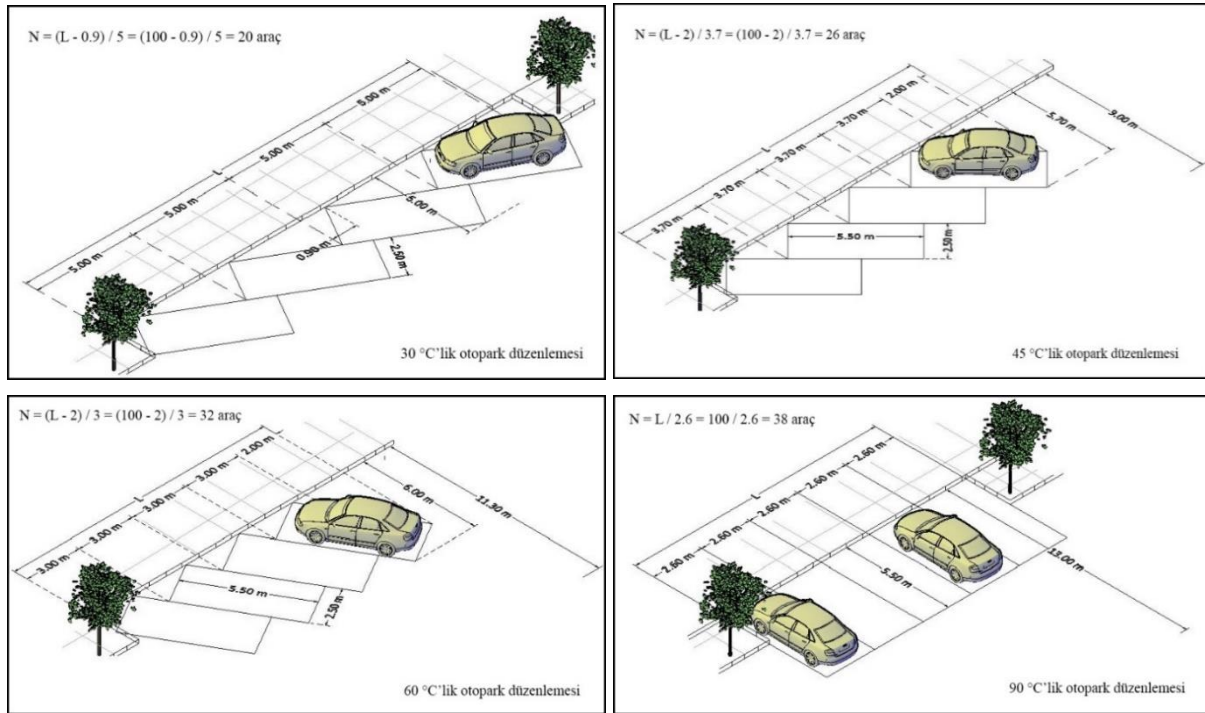 N = (L - 0.9) / 5 = (100 - 0.9) / 5 = 20 araç
5.00 m
5.00 m
L
5.00 m
5.00 m
5.00 m
0.90 m
2.50 m
30 °C'lik otopark düzenlemesi
N = (L - 2) / 3.7 = (100 - 2) / 3.7 = 26 araç
2.00 m
3.70 m
L
3.70 m
3.70 m
3.70 m
5.70 m
9.00 m
5.50 m
2.50 m
45 °C'lik otopark düzenlemesi
N = (L - 2) / 3 = (100 - 2) / 3 = 32 araç
2.00 m
3.00 m
L
3.00 m
3.00 m
3.00 m
6.00 m
11.30 m
5.50 m
2.50 m
60 °C'lik otopark düzenlemesi
N = L / 2.6 = 100 / 2.6 = 38 araç
2.60 m
2.60 m
L
2.60 m
2.60 m
2.60 m
5.50 m
13.00 m
90 °C'lik otopark düzenlemesi